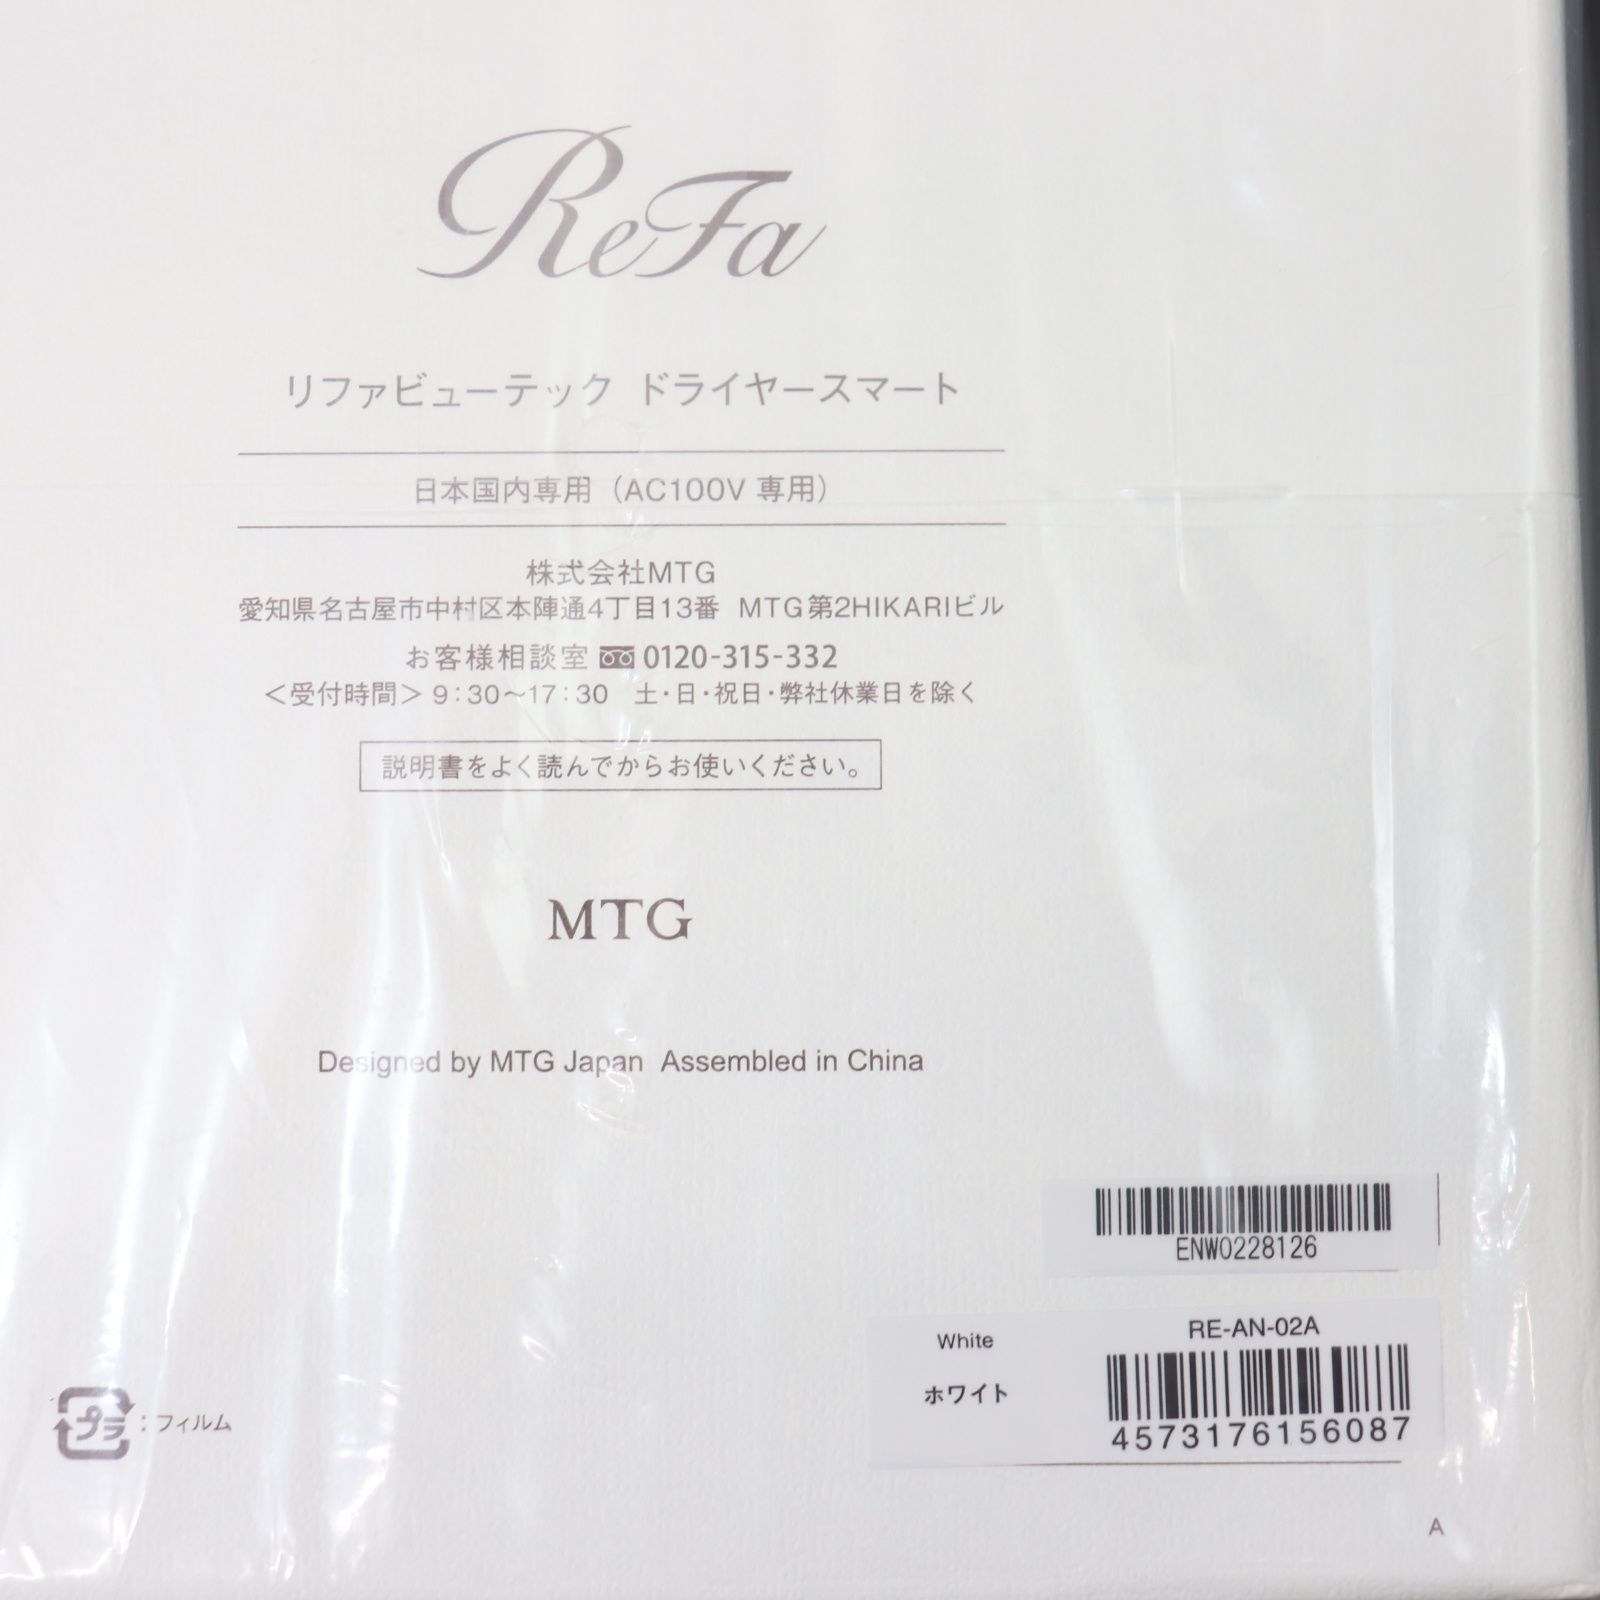 ReFa
リファビューテック ドライヤースマート
日本国内専用（AC100V 専用）
株式会社MTG
愛知県名古屋市中村区本陣通4丁目13番 MTG第2HIKARIビル
お客様相談室 0120-315-332
＜受付時間＞ 9：30～17：30　土・日・祝日・弊社休業日を除く
説明書をよく読んでからお使いください。
MTG
Designed by MTG Japan Assembled in China
ENW0228126
White
RE-AN-02A
ホワイト
4573176156087
プラ：フィルム
A